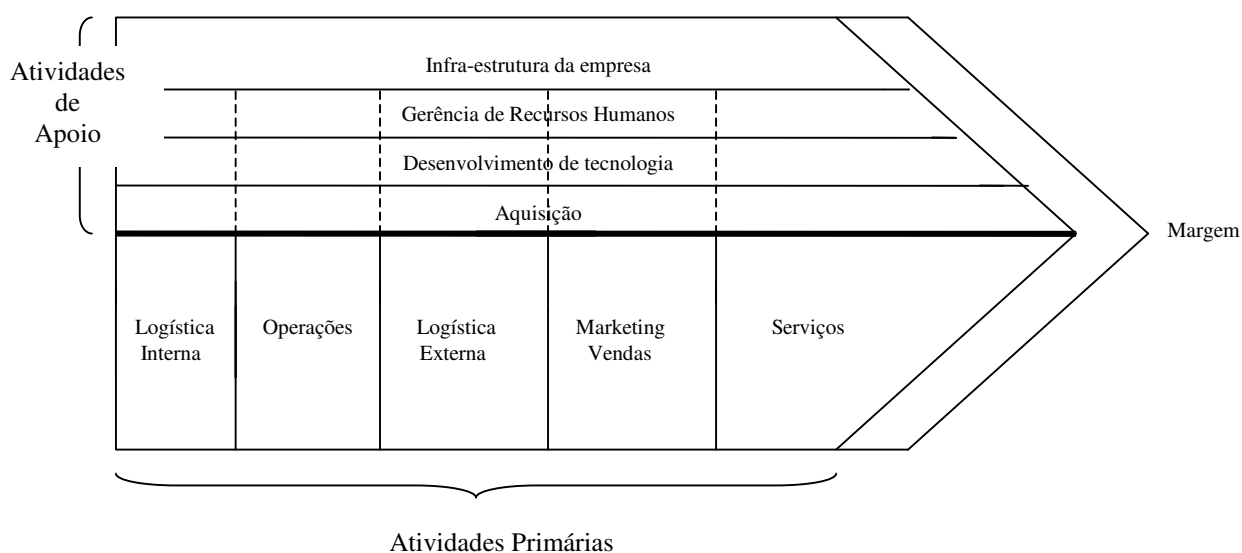 Infra-estrutura da empresa
Atividades
de
Apoio
Gerência de Recursos Humanos
Desenvolvimento de tecnologia
Aquisição
Margem
Logística
Interna
Operações
Logística
Externa
Marketing
Vendas
Serviços
Atividades Primárias